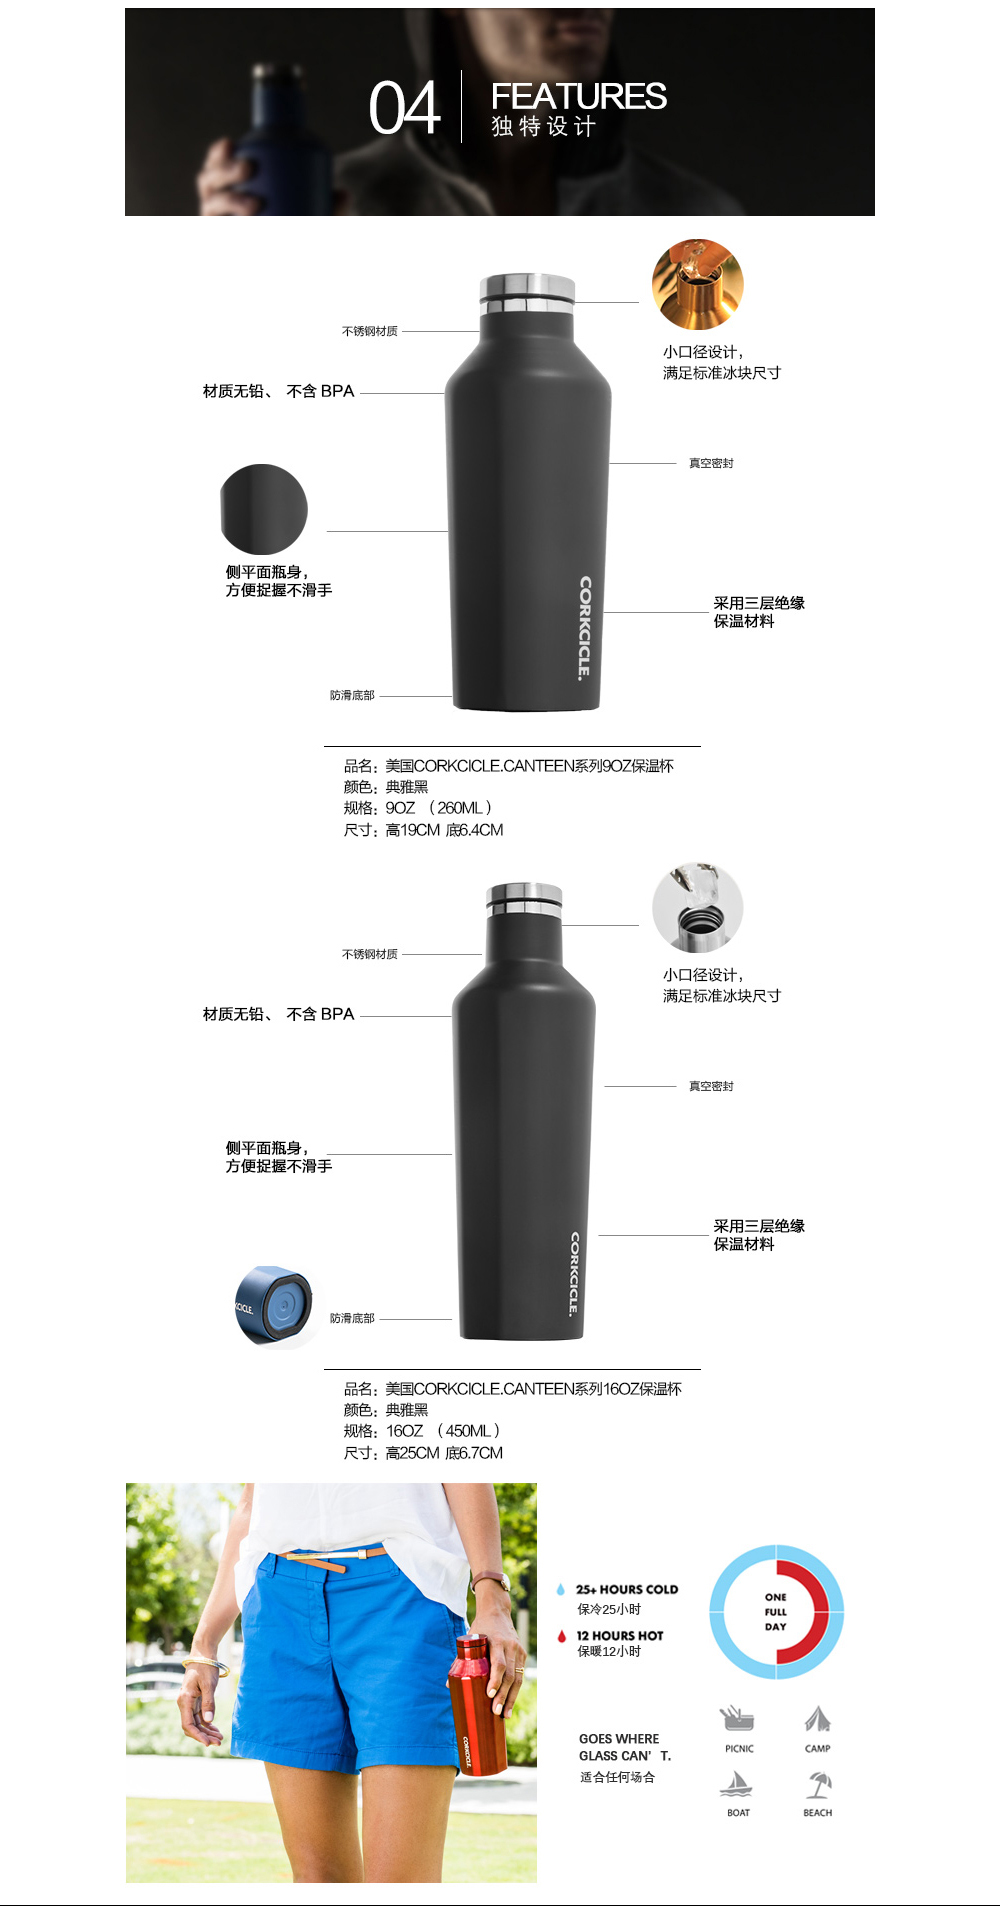 04
FEATURES
独特设计
不锈钢材质
小口径设计，
满足标准冰块尺寸
材质无铅、 不含 BPA
真空密封
侧平面瓶身，
方便捉握不滑手
CORKCICLE.
采用三层绝缘
保温材料
防滑底部
品名：美国CORKCICLE.CANTEEN系列9OZ保温杯
颜色：典雅黑
规格：9OZ （260ML）
尺寸：高19CM 底6.4CM
不锈钢材质
小口径设计，
满足标准冰块尺寸
材质无铅、 不含 BPA
真空密封
侧平面瓶身，
方便捉握不滑手
CORKCICLE.
采用三层绝缘
保温材料
KCICLE.
防滑底部
品名：美国CORKCICLE.CANTEEN系列16OZ保温杯
颜色：典雅黑
规格：16OZ （450ML）
尺寸：高25CM 底6.7CM
CORKCICLE.
25+ HOURS COLD
保冷25小时
12 HOURS HOT
保暖12小时
ONE
FULL
DAY
GOES WHERE
GLASS CAN'T.
适合任何场合
PICNIC
CAMP
BOAT
BEACH